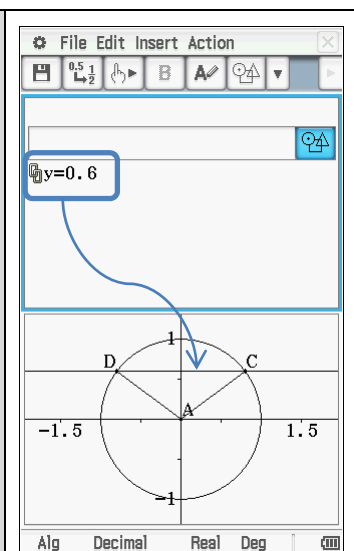 File Edit Insert Action
0.5 1 2 B A
y=0.6
1
D C
A
-1.5 1.5
-1
Alg Decimal Real Deg